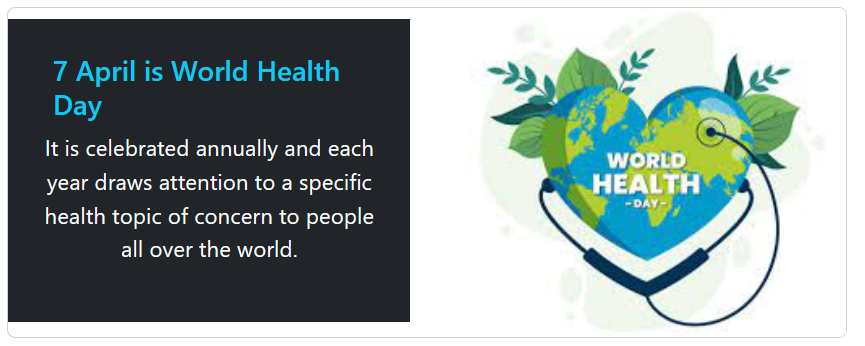 7 April is World Health
Day
It is celebrated annually and each
year draws attention to a specific
health topic of concern to people
all over the world.
WORLD
HEALTH
-DAY-